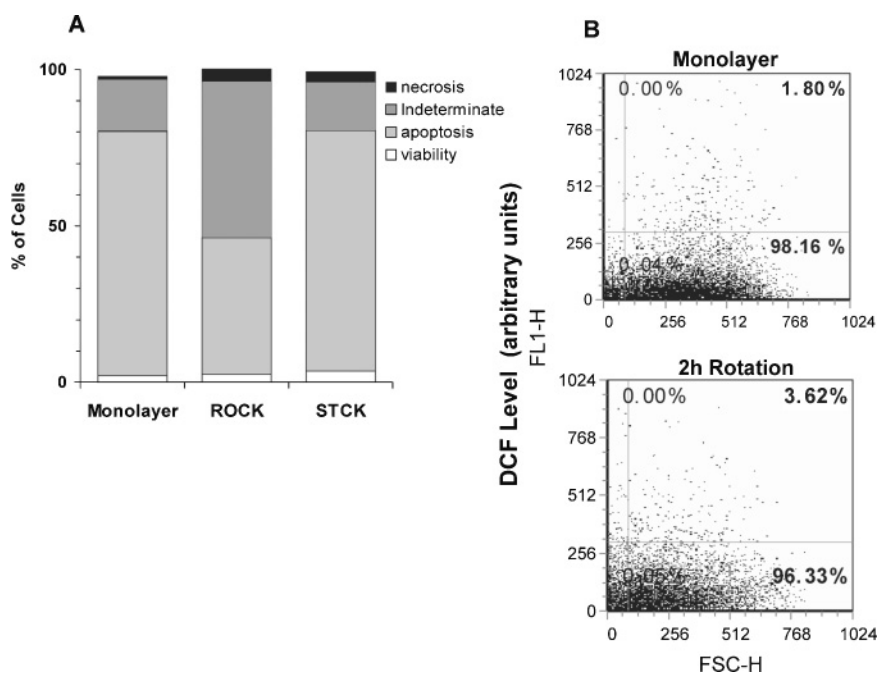 A
100
50
0
% of Cells
Monolayer
ROCK
STCK
necrosis
Indeterminate
apoptosis
viability
B
DCF Level (arbitrary units)
FL1-H
Monolayer
1024
768
512
256
0
0.00%
1.80 %
98.16 %
0.04%
0 256 512 768 1024
2h Rotation
1024
768
512
256
0
0.00%
3.62 %
0.05%
96.33%
0 256 512 768 1024
FSC-H